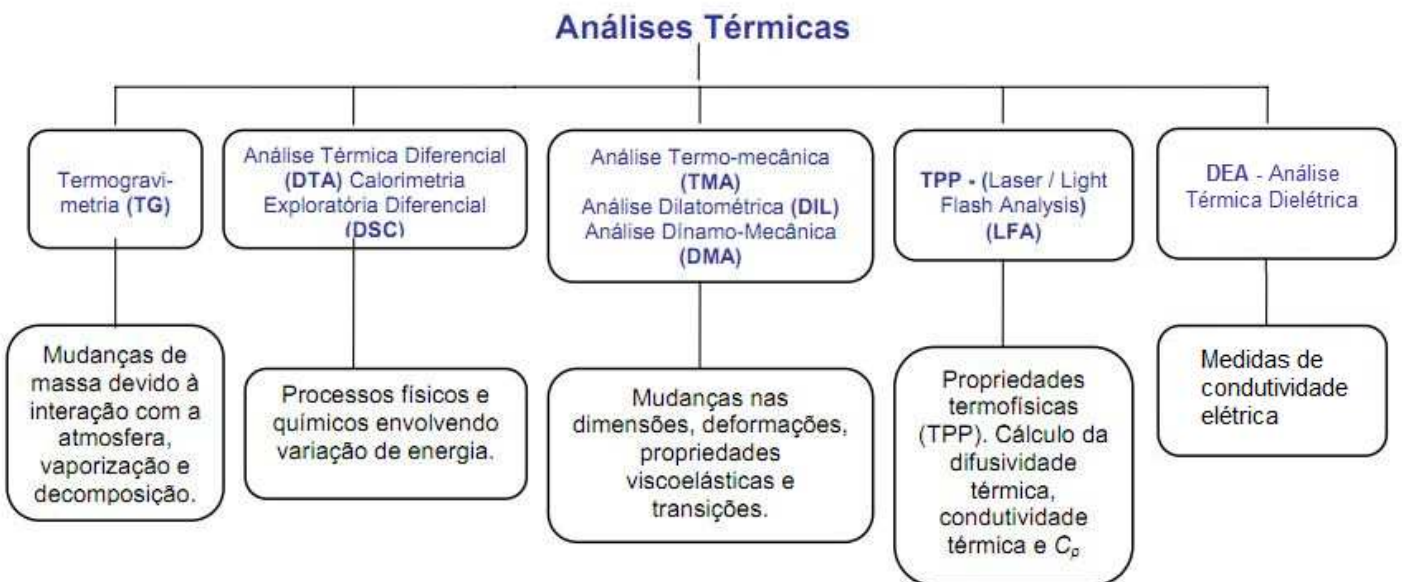 Análises Térmicas
Termogravi-
metria (TG)
Análise Térmica Diferencial
(DTA) Calorimetria
Exploratória Diferencial
(DSC)
Análise Termo-mecânica
(TMA)
Análise Dilatométrica (DIL)
Análise Dínamo-Mecânica
(DMA)
TPP - (Laser / Light
Flash Analysis)
(LFA)
DEA - Análise
Térmica Dielétrica
Mudanças de
massa devido à
interação com a
atmosfera,
vaporização e
decomposição.
Processos físicos e
químicos envolvendo
variação de energia.
Mudanças nas
dimensões, deformações,
propriedades
viscoelásticas e
transições.
Propriedades
termofísicas
(TPP). Cálculo da
difusividade
térmica,
condutividade
térmica e Cp
Medidas de
condutividade
elétrica